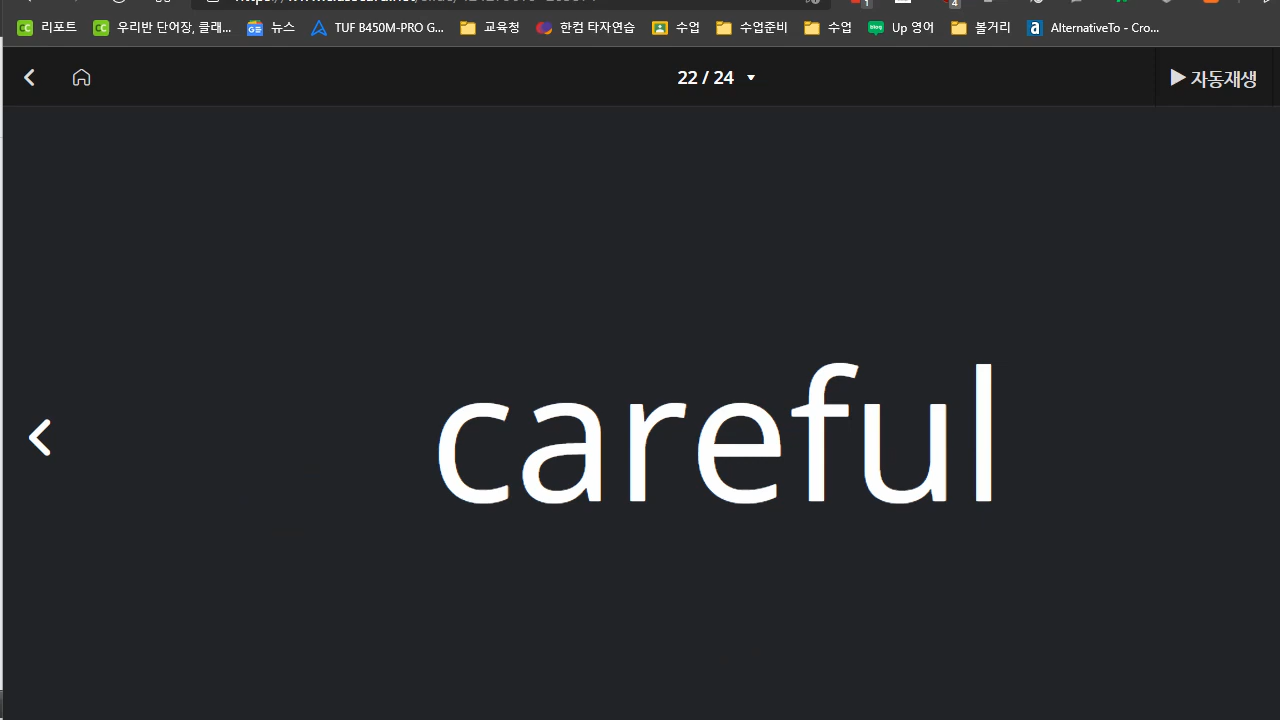 리포트 우리반 단어장, 클래... 뉴스 TUF B450M-PRO G... 교육청 한컴 타자연습 수업 수업준비 수업 Up 영어 볼거리 AlternativeTo - Cro...
22 / 24 ▶ 자동재생
careful